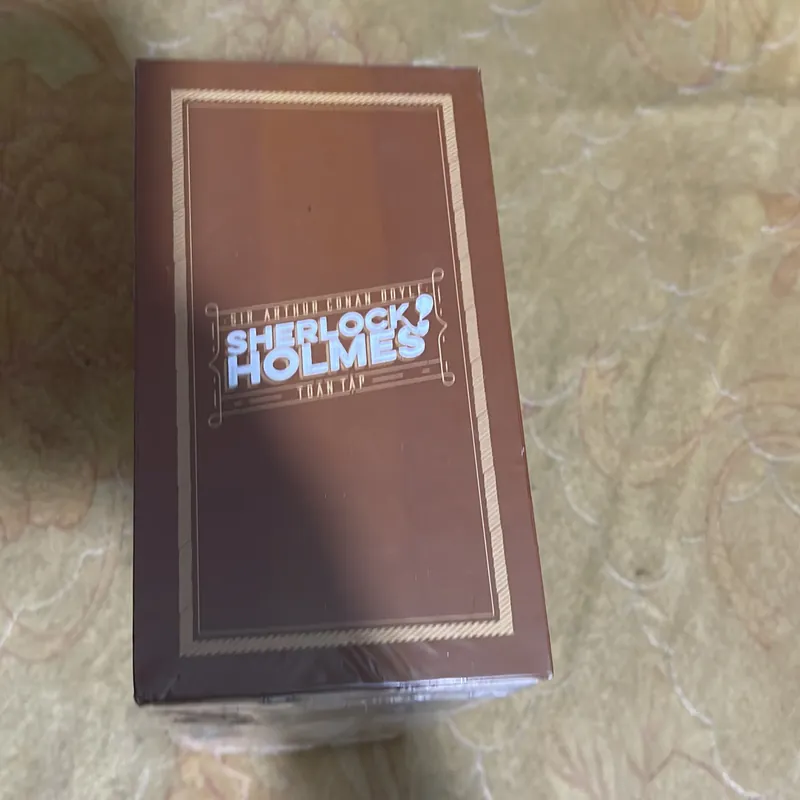 SIR ARTHUR CONAN DOYLE
SHERLOCK
HOLMES
TOÀN TẬP